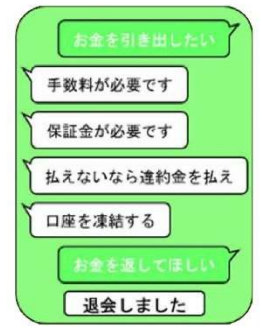 お金を引き出したい
手数料が必要です
保証金が必要です
払えないなら違約金を払え
口座を凍結する
お金を返してほしい
退会しました